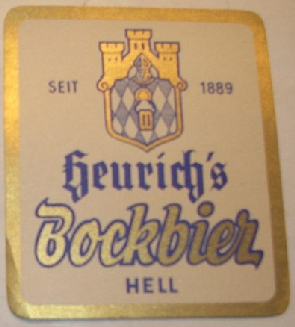 SEIT 1889
Heurich's
Bockbier
HELL